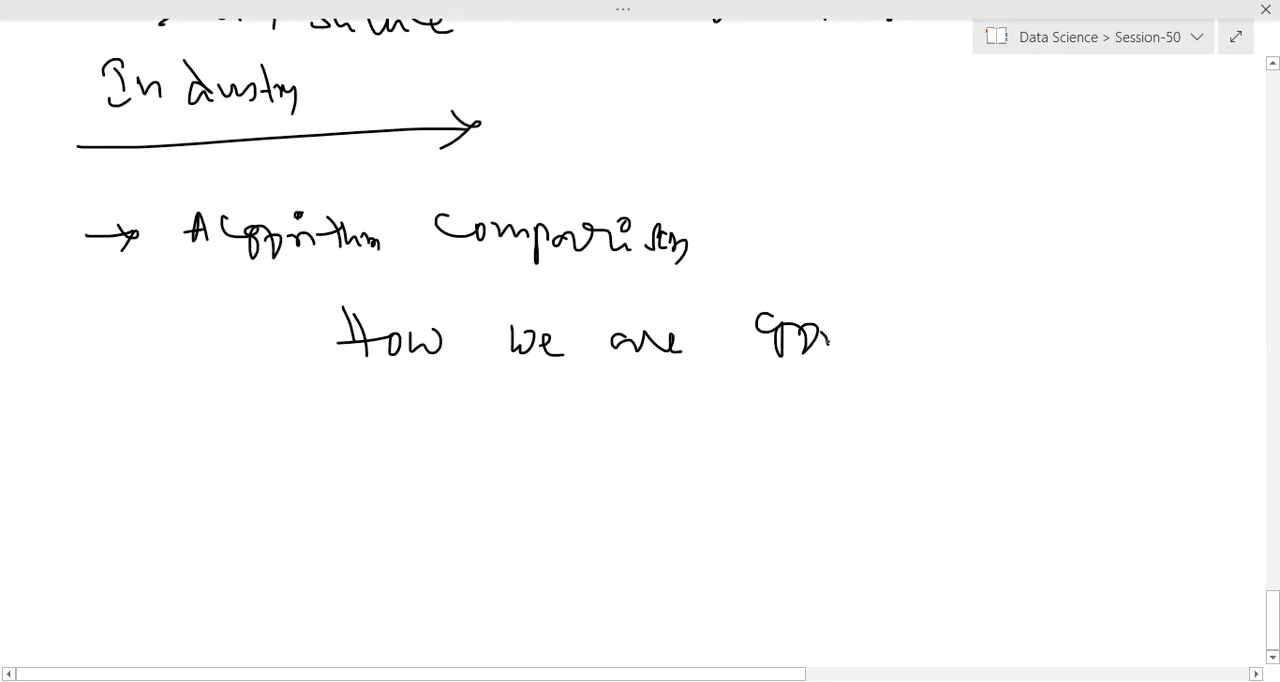 Data Science > Session-50
Industry
→ Algorithm Comparison
How we are